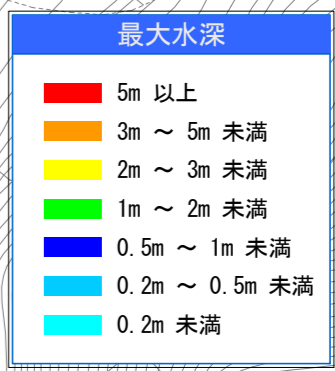 最大水深
5m 以上
3m ～ 5m 未満
2m ～ 3m 未満
1m ～ 2m 未満
0.5m ～ 1m 未満
0.2m ～ 0.5m 未満
0.2m 未満